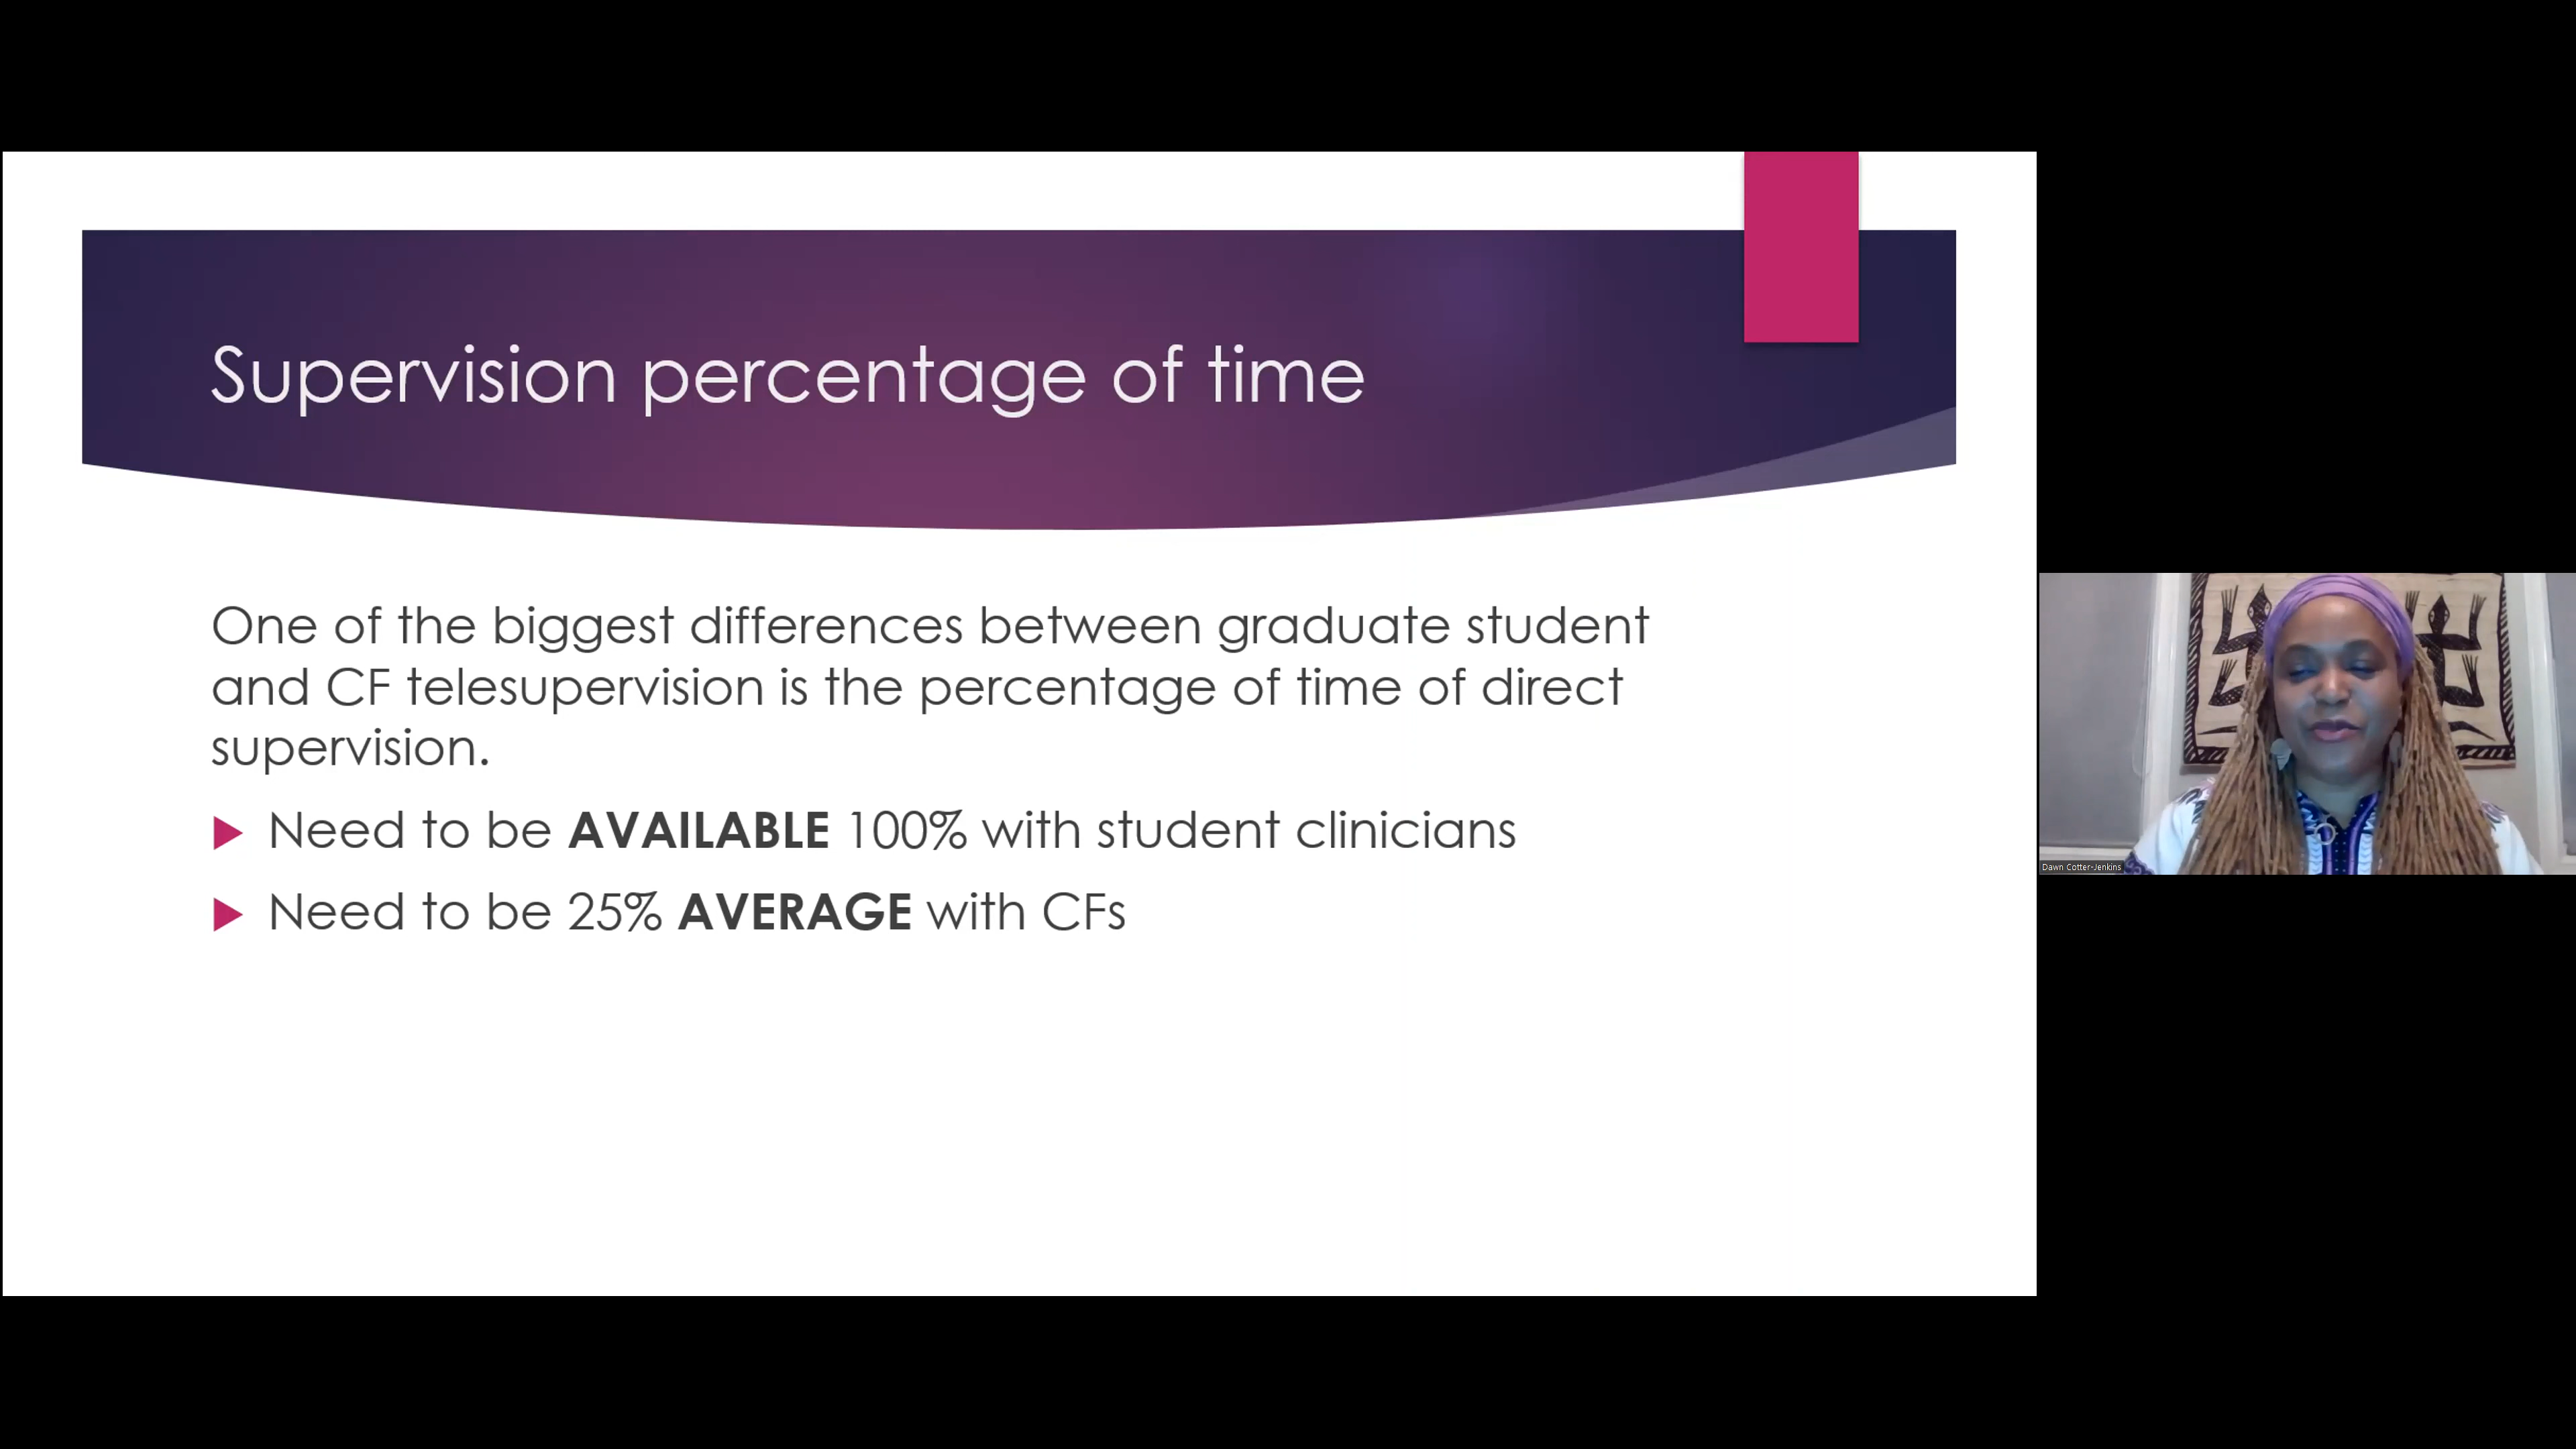 Supervision percentage of time
One of the biggest differences between graduate student
and CF telesupervision is the percentage of time of direct
supervision.
Need to be AVAILABLE 100% with student clinicians
Need to be 25% AVERAGE with CFs
Dawn Cotter-Jenkins